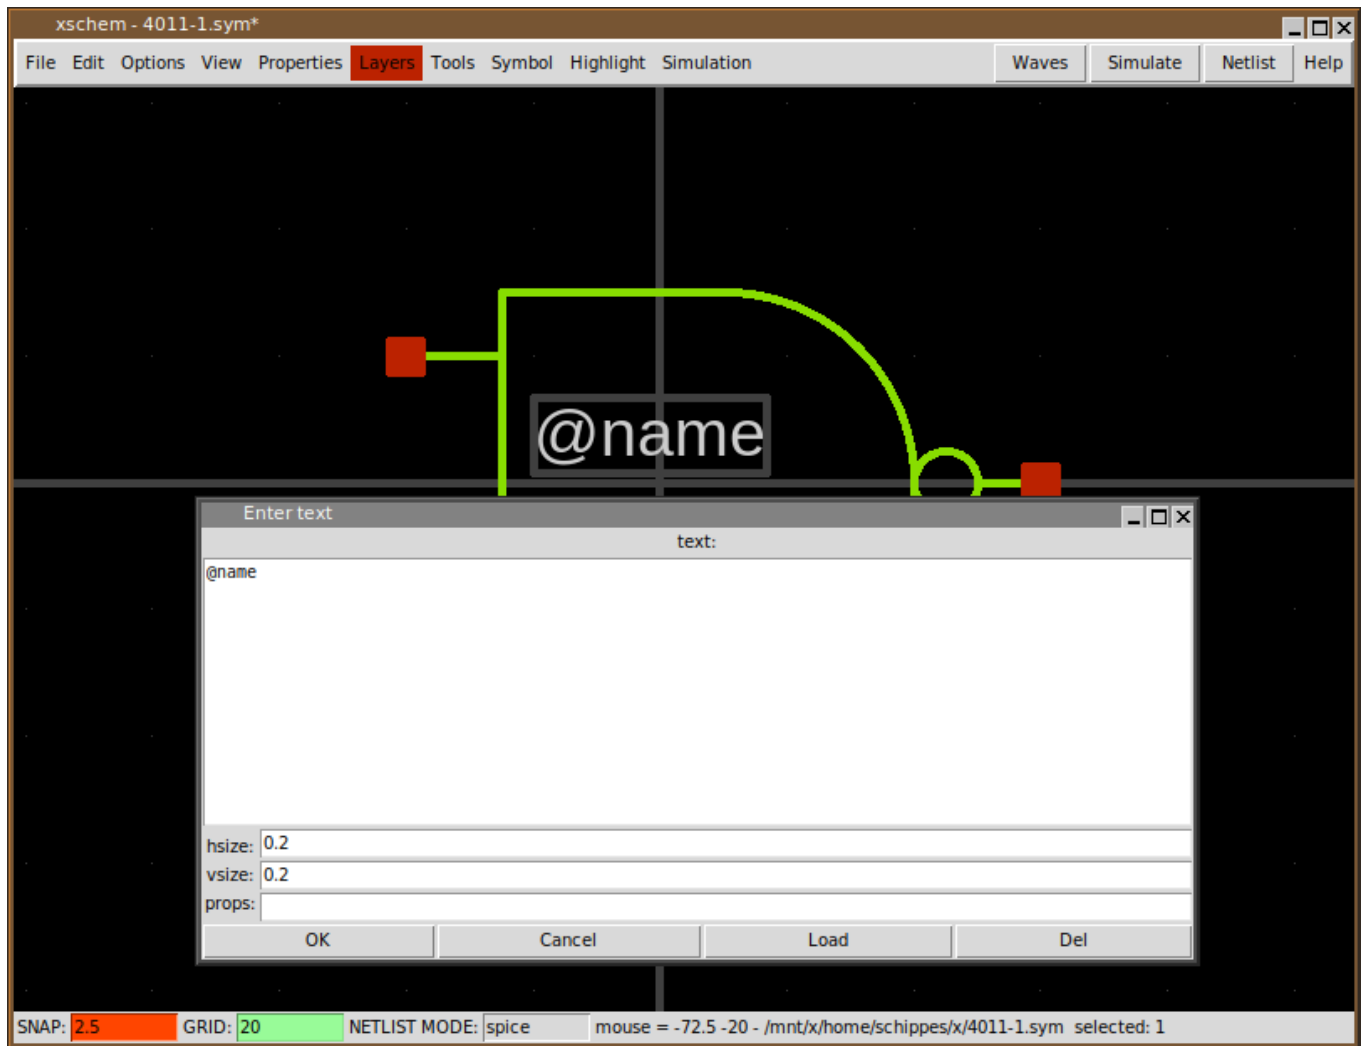 xschem - 4011-1.sym*
File Edit Options View Properties Layers Tools Symbol Highlight Simulation Waves Simulate Netlist Help
@name
Enter text
text:
@name
hsize: 0.2
vsize: 0.2
props:
OK Cancel Load Del
SNAP: 2.5 GRID: 20 NETLIST MODE: spice mouse = -72.5 -20 - /mnt/x/home/schippes/x/4011-1.sym selected: 1